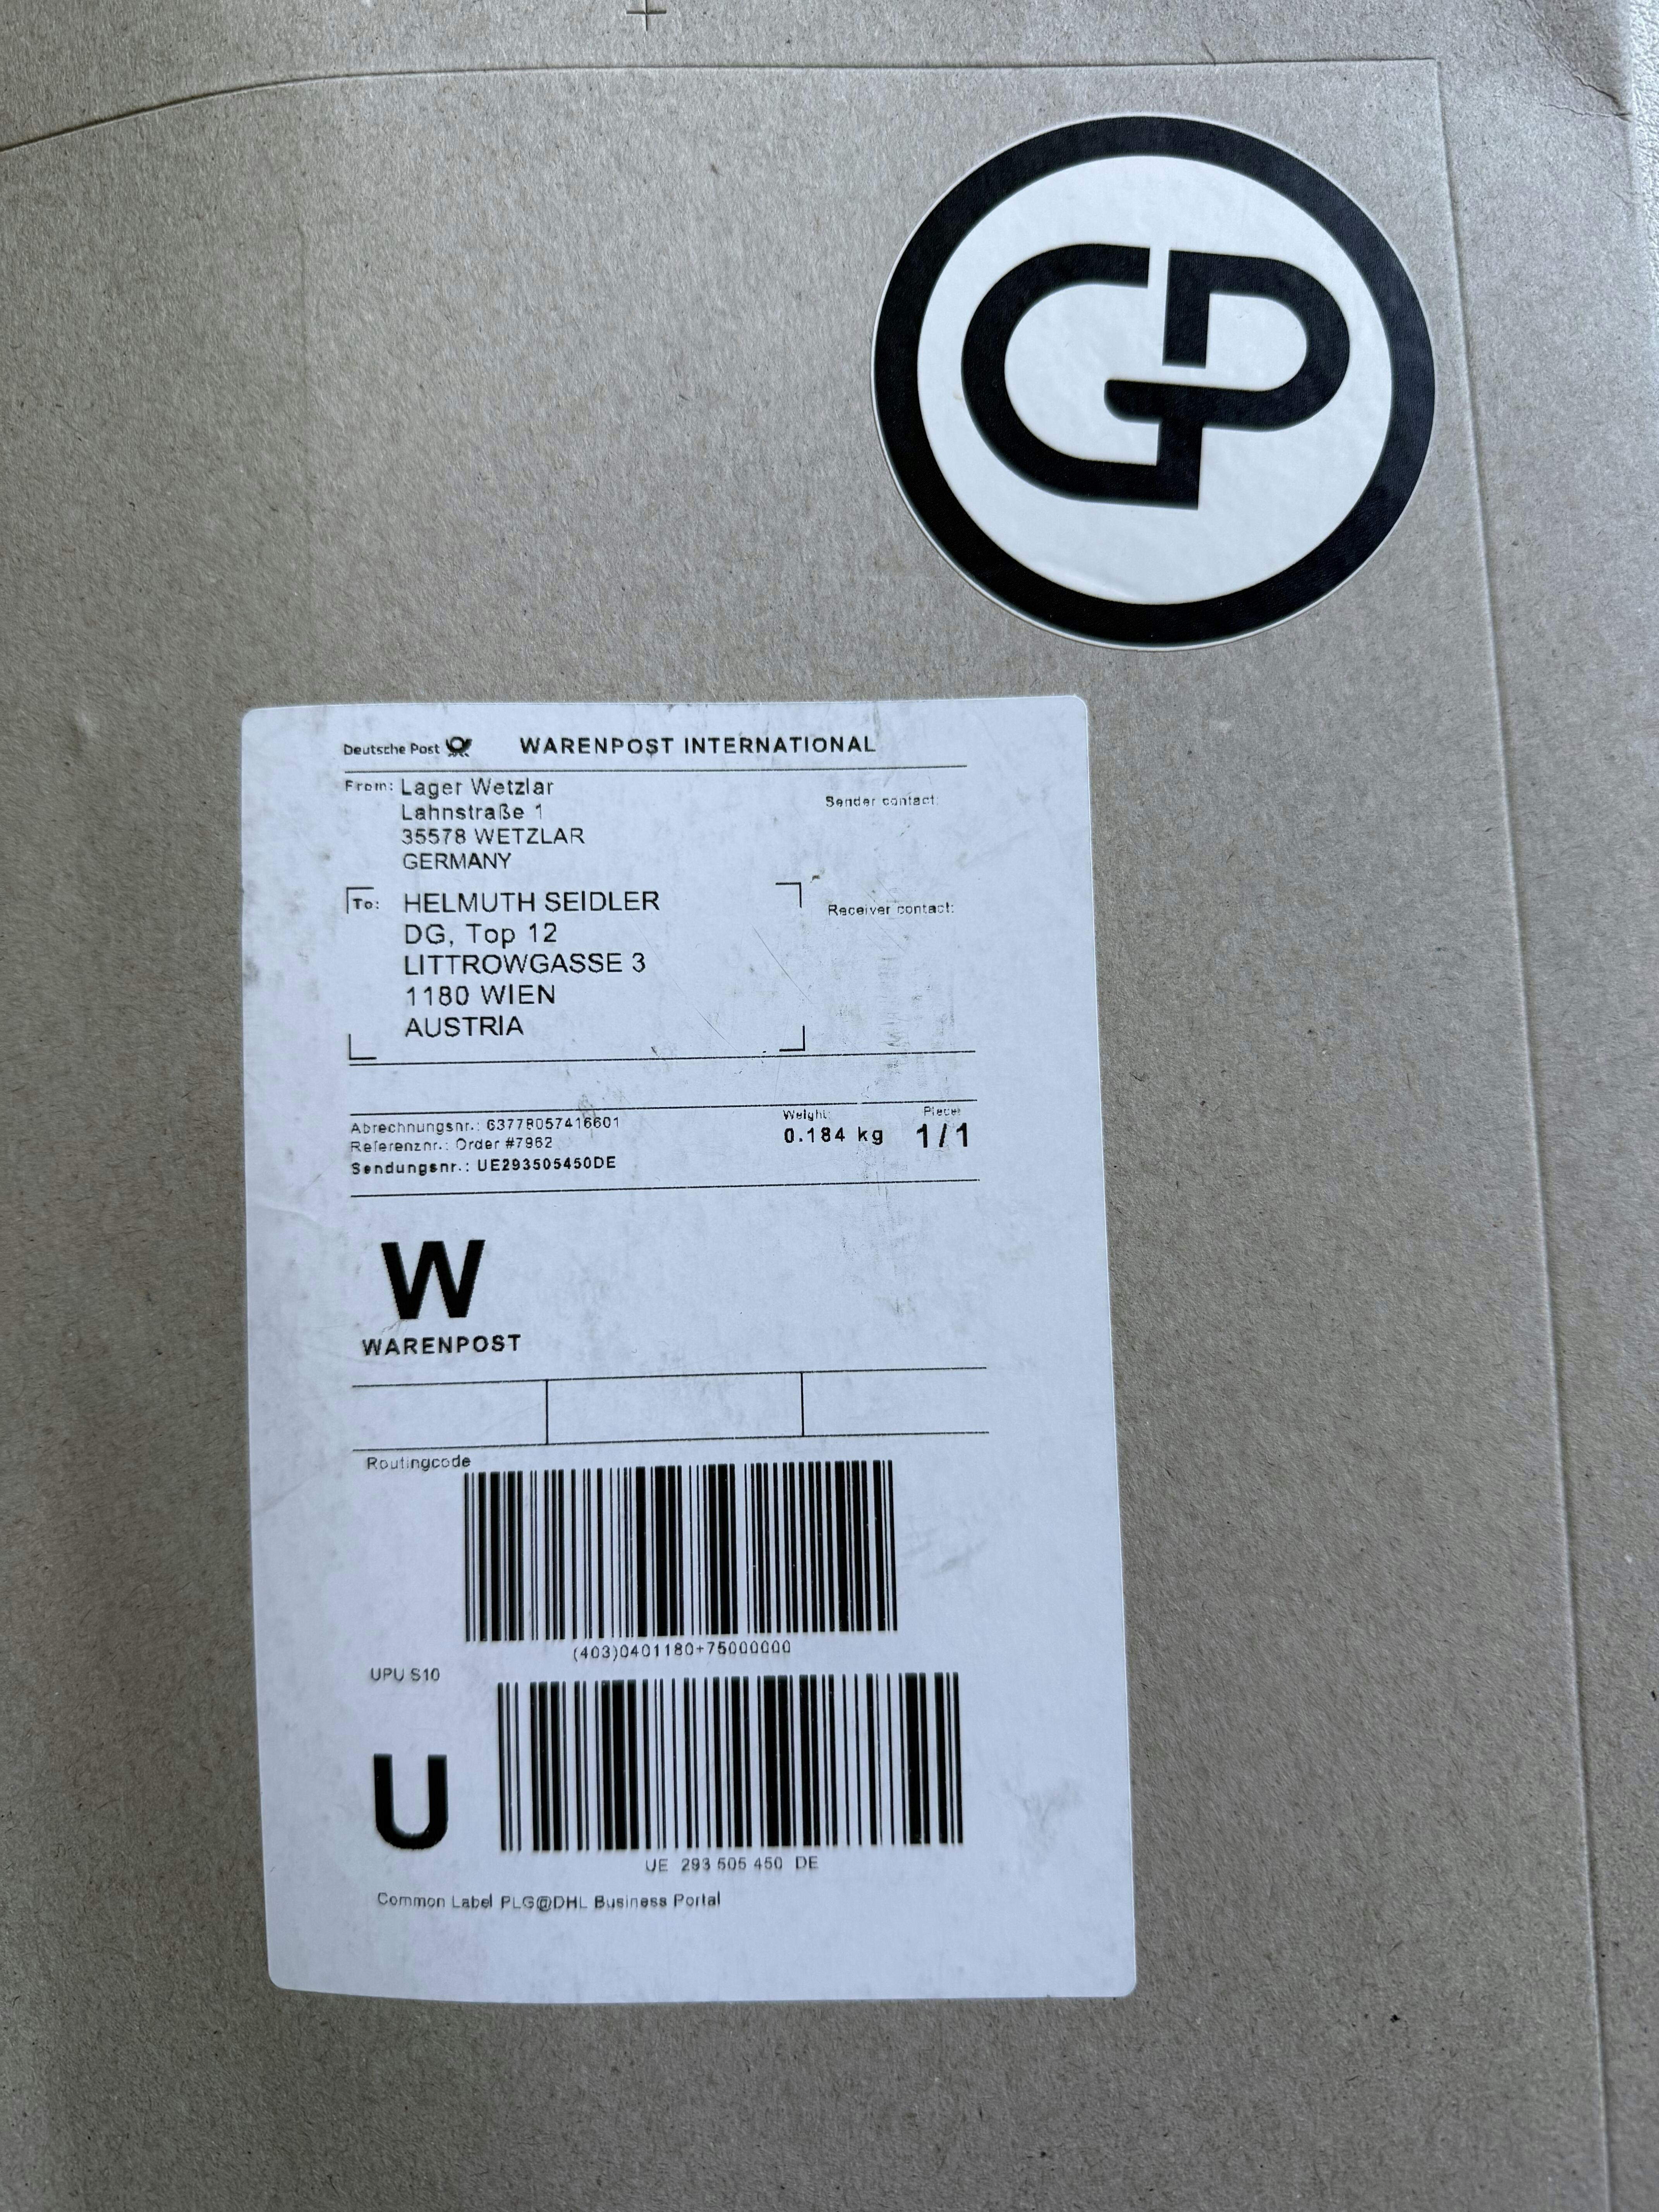 GP
Deutsche Post WARENPOST INTERNATIONAL
From: Lager Wetzlar
Lahnstraße 1
35578 WETZLAR
GERMANY
Sender contact:
To: HELMUTH SEIDLER
DG, Top 12
LITTROWGASSE 3
1180 WIEN
AUSTRIA
Receiver contact:
Abrechnungsnr.: 63778057416601
Referenznr.: Order #7962
Sendungsnr.: UE293505450DE
Weight:
0.184 kg
Piece:
1/1
W
WARENPOST
Routingcode
(403)0401180+75000000
UPU S10
U
UE 293 505 450 DE
Common Label PLG@DHL Business Portal